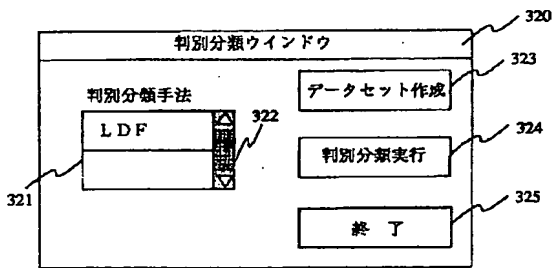 320
判別分類ウインドウ
323
判別分類手法
データセット作成
LDF
322
324
判別分類実行
321
325
終 了